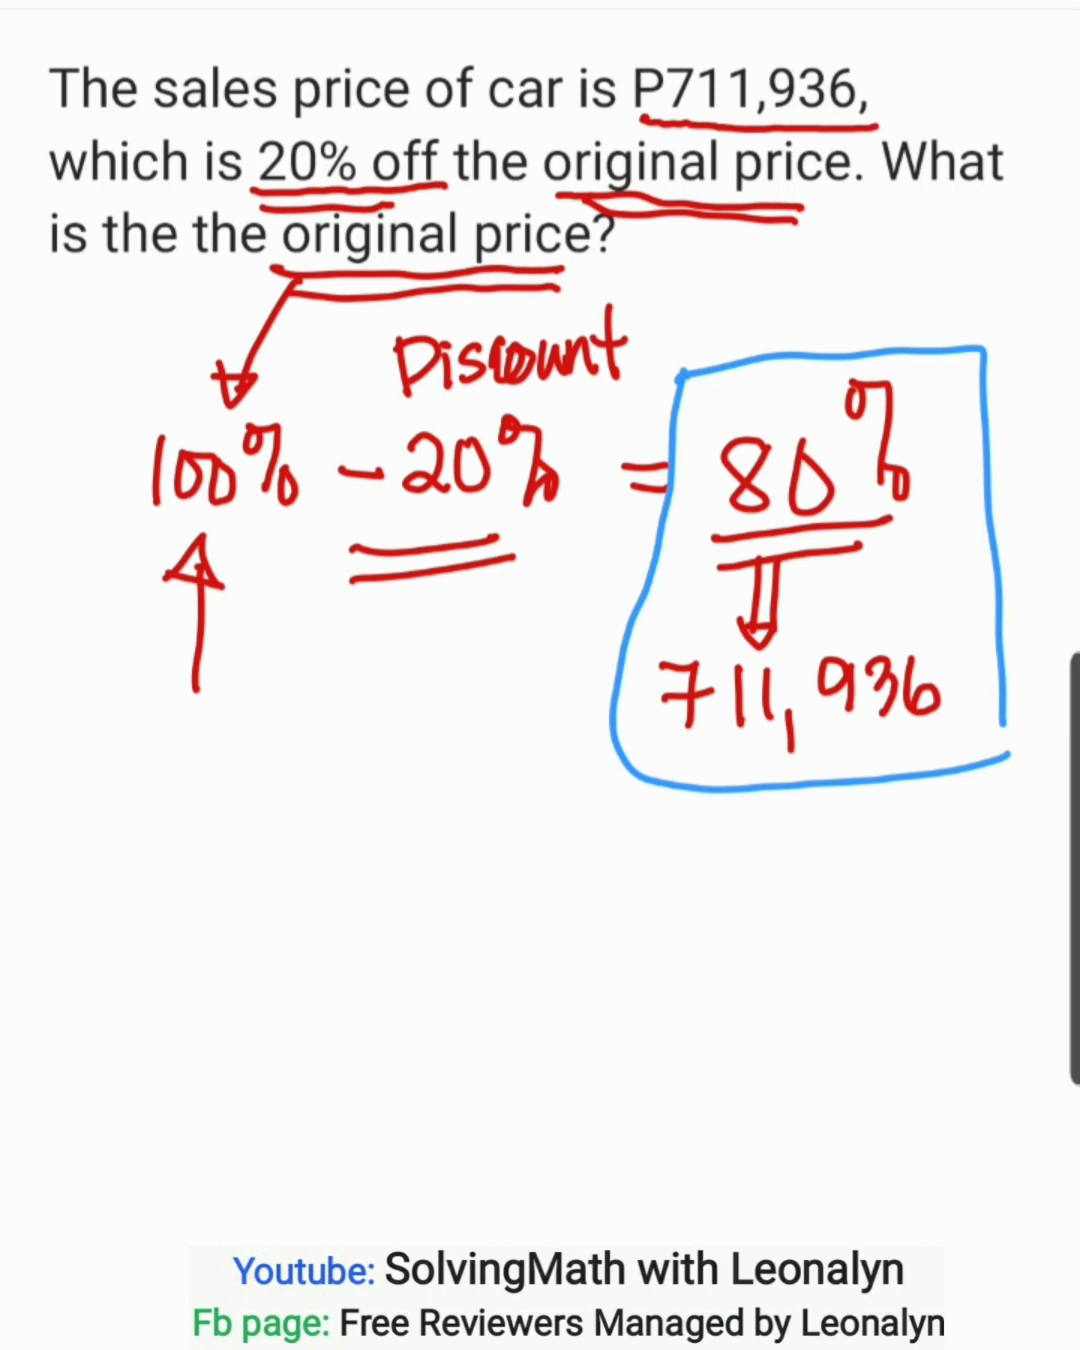 The sales price of car is P711,936,
which is 20% off the original price. What
is the the original price?
Discount
100% - 20% = 80%
711,936
Youtube: SolvingMath with Leonalyn
Fb page: Free Reviewers Managed by Leonalyn